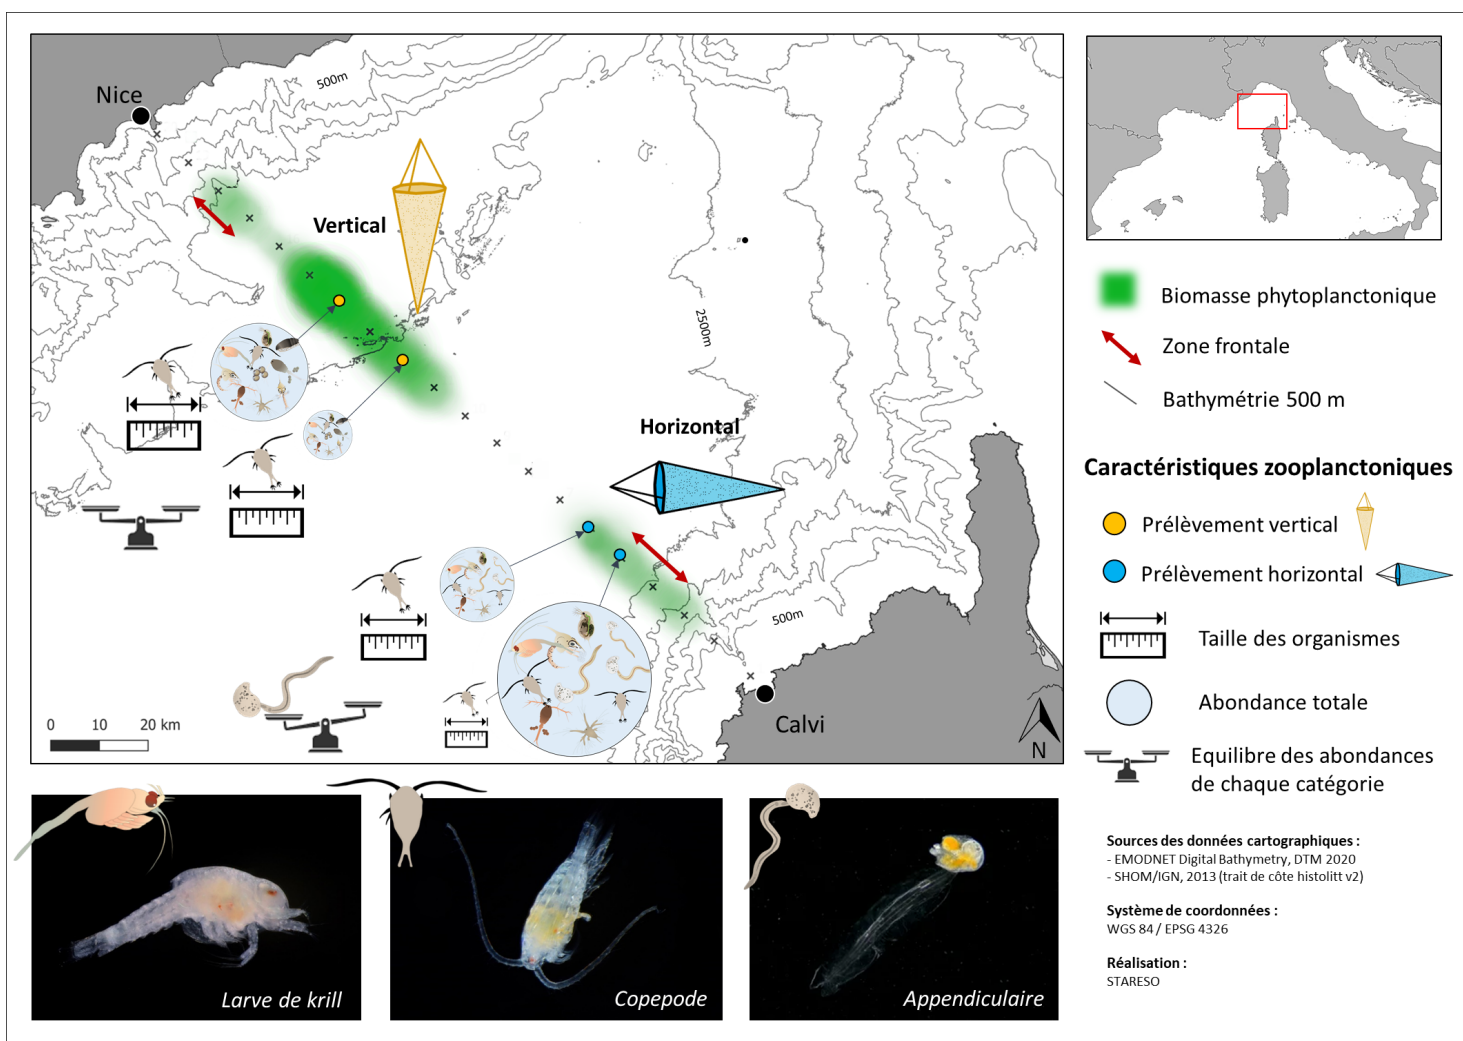 500m
Nice
Vertical
2500m
Horizontal
500m
0 10 20 km
Calvi
N
Biomasse phytoplanctonique
Zone frontale
Bathymétrie 500 m
Caractéristiques zooplanctoniques
Prélèvement vertical
Prélèvement horizontal
Taille des organismes
Abondance totale
Equilibre des abondances
de chaque catégorie
Larve de krill
Copepode
Appendiculaire
Sources des données cartographiques :
- EMODNET Digital Bathymetry, DTM 2020
- SHOM/IGN, 2013 (trait de côte histolitt v2)
Système de coordonnées :
WGS 84 / EPSG 4326
Réalisation :
STARESO